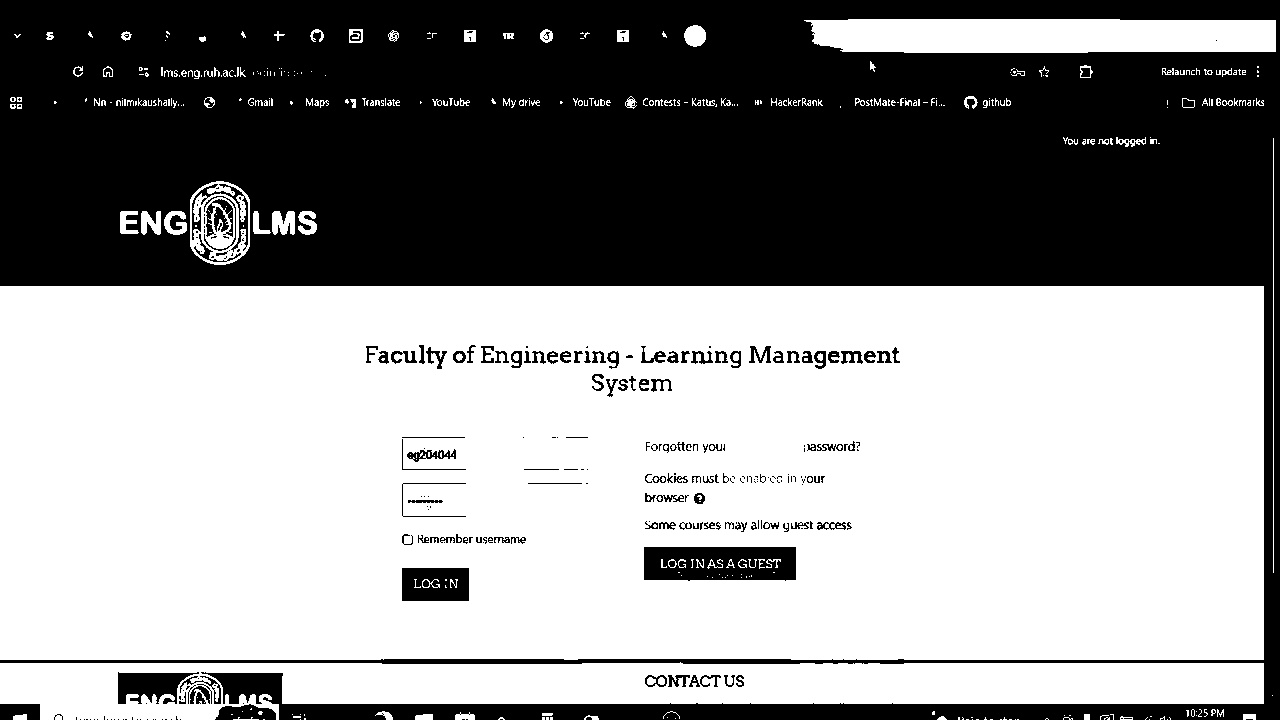 lms.eng.ruh.ac.lk
Nn - nilmikaushally... Gmail Maps Translate YouTube My drive YouTube Contests – Katus, Ka... HackerRank PostMate-Final – Fi... github All Bookmarks
Relaunch to update
You are not logged in.
ENG LMS
Faculty of Engineering - Learning Management
System
eg204044
Remember username
LOG IN
Forgotten your password?
Cookies must be enabled in your
browser
Some courses may allow guest access
LOG IN AS A GUEST
ENG LMS
CONTACT US
10:25 PM